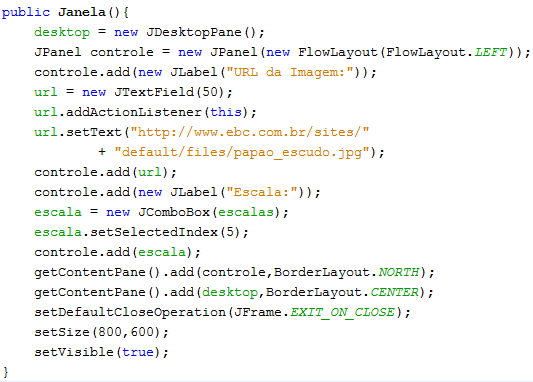 public Janela(){
    desktop = new JDesktopPane();
    JPanel controle = new JPanel(new FlowLayout(FlowLayout.LEFT));
    controle.add(new JLabel("URL da Imagem:"));
    url = new JTextField(50);
    url.addActionListener(this);
    url.setText("http://www.ebc.com.br/sites/"
            + "default/files/papao_escudo.jpg");
    controle.add(url);
    controle.add(new JLabel("Escala:"));
    escala = new JComboBox(escalas);
    escala.setSelectedIndex(5);
    controle.add(escala);
    getContentPane().add(controle,BorderLayout.NORTH);
    getContentPane().add(desktop,BorderLayout.CENTER);
    setDefaultCloseOperation(JFrame.EXIT_ON_CLOSE);
    setSize(800,600);
    setVisible(true);
}